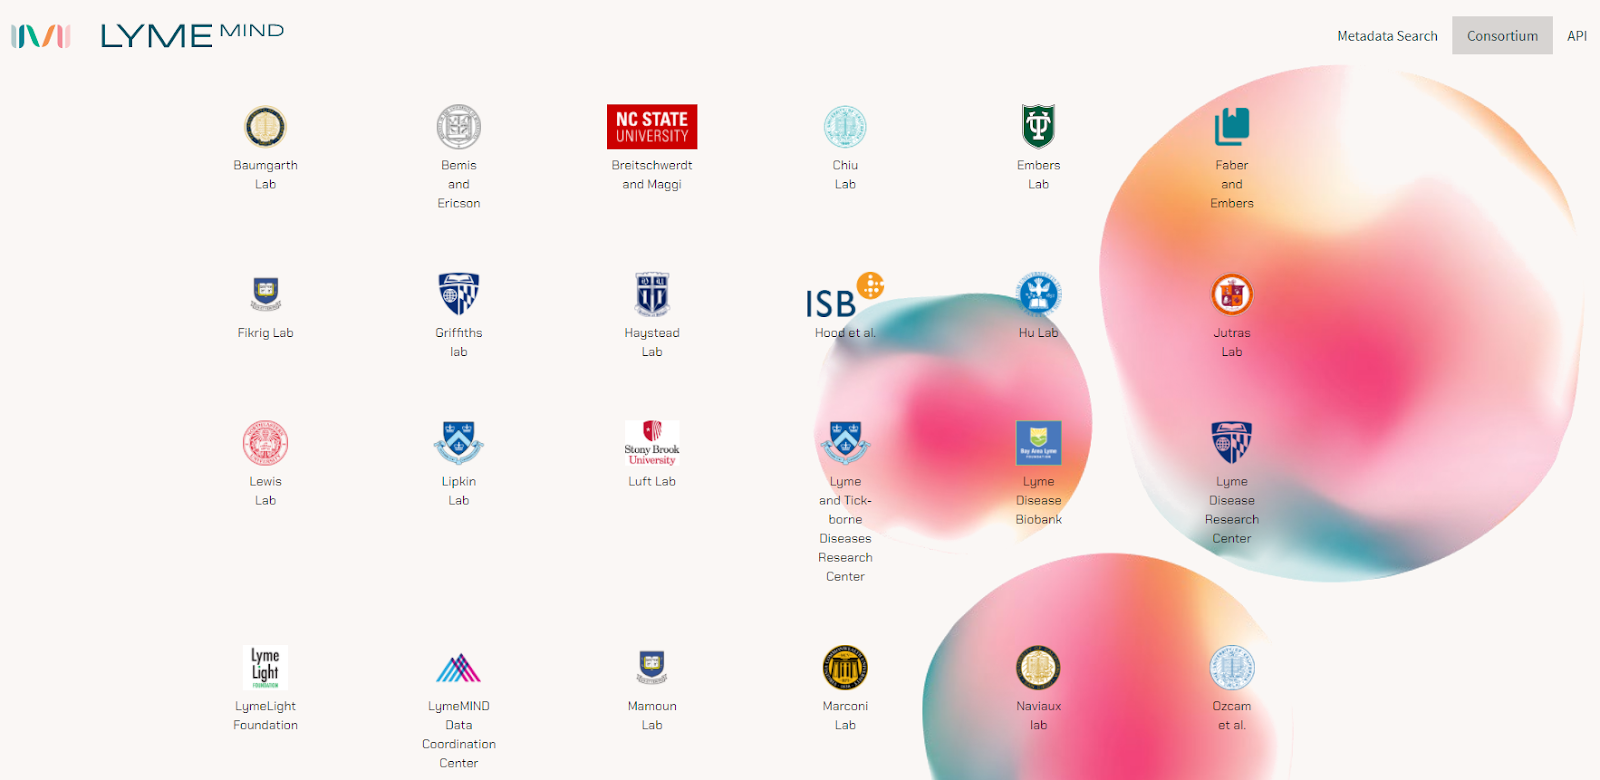 LYME MIND
Metadata Search
Consortium
API
NC STATE
UNIVERSITY
Baumgarth
Lab
Bemis
and
Ericson
Breitschwerdt
and Maggi
Chiu
Lab
Embers
Lab
Faber
and
Embers
ISB
Fikrig Lab
Griffiths
lab
Haystead
Lab
Hood et al.
Hu Lab
Jutras
Lab
Stony Brook
University
Bay Area Lyme
FOUNDATION
Lewis
Lab
Lipkin
Lab
Luft Lab
Lyme
and Tick-
borne
Diseases
Research
Center
Lyme
Disease
Biobank
Lyme
Disease
Research
Center
Lyme
Light
FOUNDATION
LymeLight
Foundation
LymeMIND
Data
Coordination
Center
Mamoun
Lab
Marconi
Lab
Naviaux
lab
Ozcam
et al.